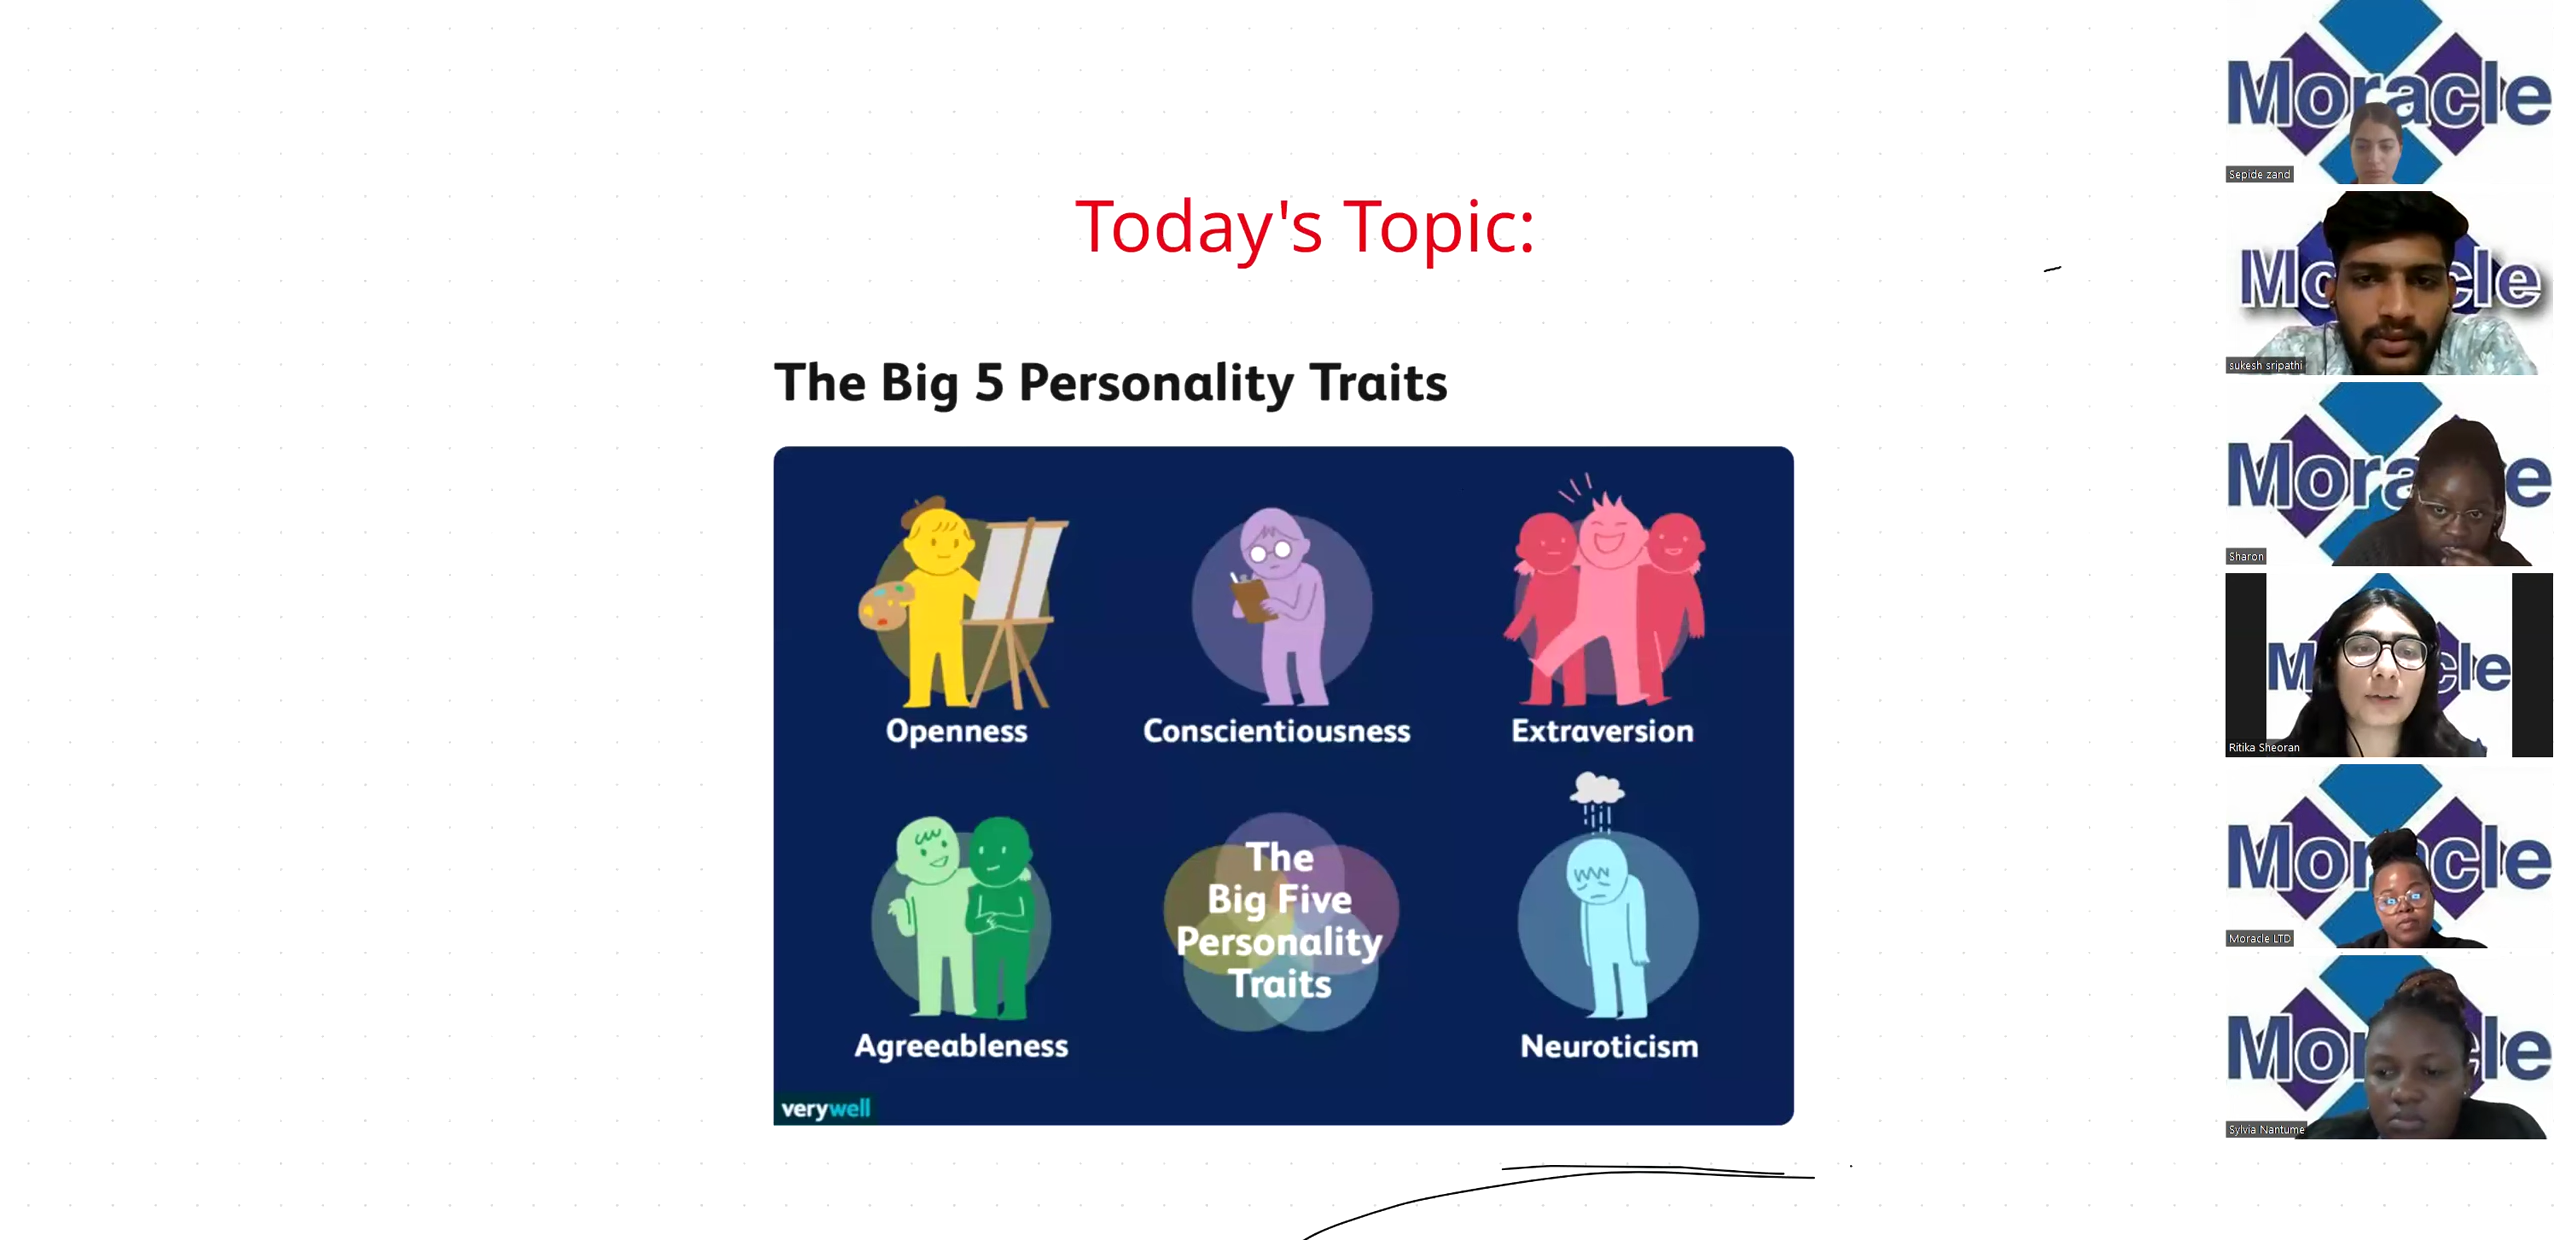 Today's Topic:
The Big 5 Personality Traits
Openness
Conscientiousness
Extraversion
Agreeableness
The
Big Five
Personality
Traits
Neuroticism
verywell
Moracle
Sepide zand
Moracle
sukesh sripathi
Moracle
Sharon
Moracle
Ritika Sheoran
Moracle
Moracle LTD
Moracle
Sylvia Nantume